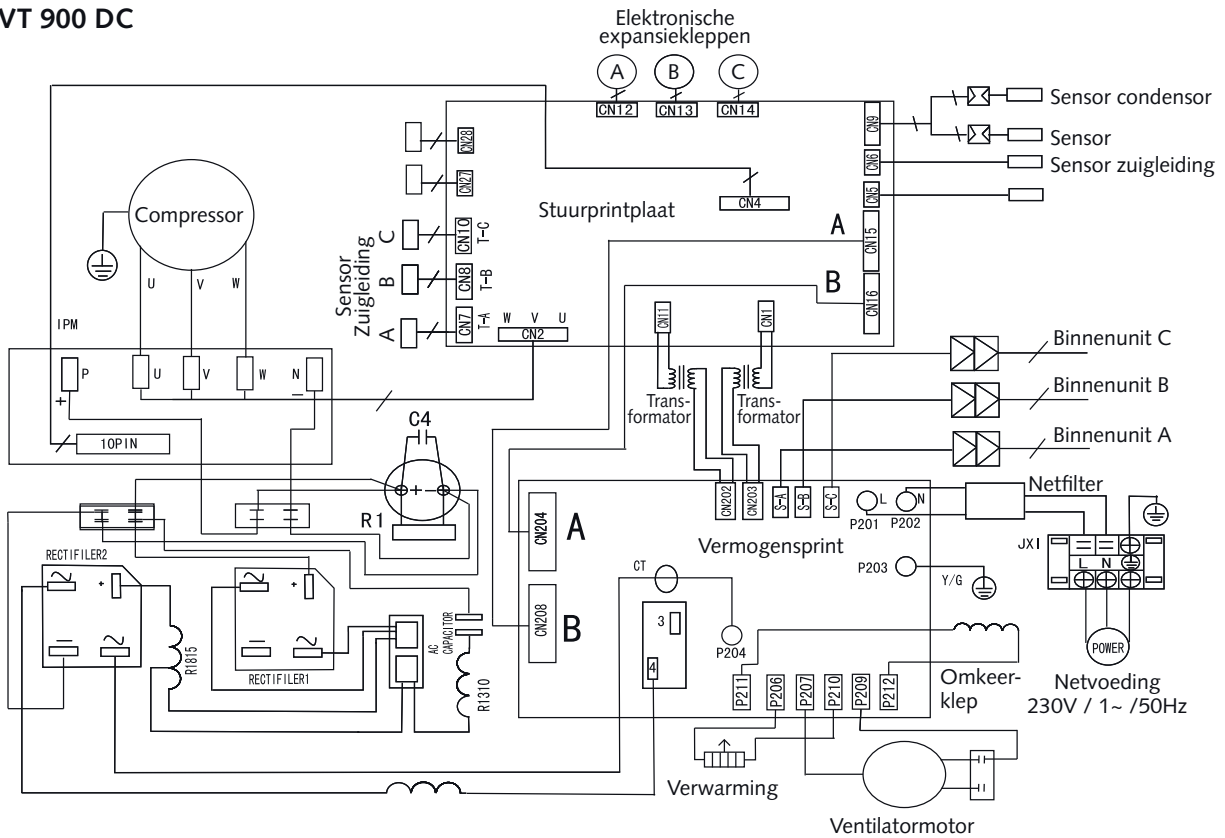 VT 900 DC
Elektronische
expansiekleppen
A
B
C
CN12
CN13
CN14
CN9
Sensor condensor
Sensor
CN6
Sensor zuigleiding
CN5
CN28
CN27
CN4
Stuurprintplaat
Compressor
Sensor
Zuigleiding
C
CN10
T-C
B
CN8
T-B
A
CN7
T-A
A
CN15
B
CN16
U
V
W
IPM
W V U
CN2
CN11
CN1
P
+
U
V
W
N
–
10PIN
Trans-
formator
Trans-
formator
Binnenunit C
Binnenunit B
Binnenunit A
C4
+ –
R1
CN202
CN203
S-A
S-B
S-C
L
N
P201
P202
Netfilter
JX1
L N
CN204
A
Vermogensprint
P203
Y/G
CN208
B
RECTIFILER2
+
RECTIFILER1
+
R1815
AC
CAPACITOR
R1310
CT
3
4
P204
P211
P206
P207
P210
P209
P212
Omkeer-
klep
POWER
Netvoeding
230V / 1~ /50Hz
Verwarming
Ventilatormotor